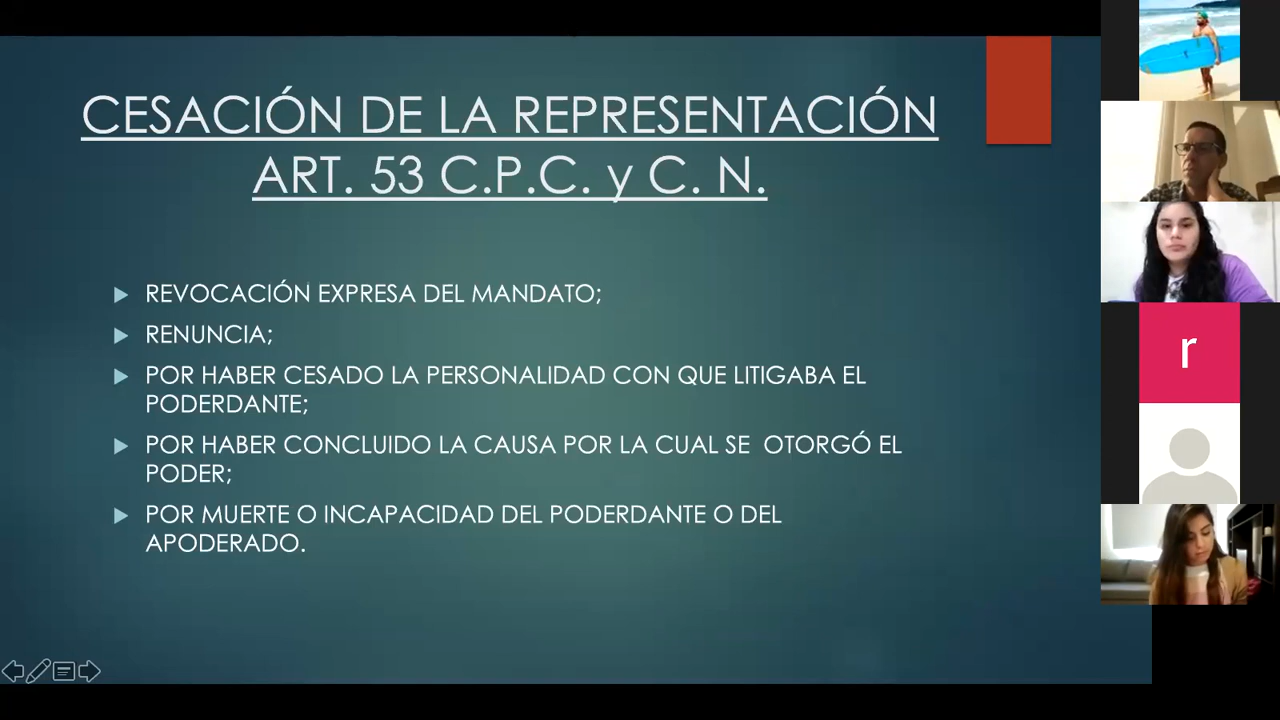 CESACIÓN DE LA REPRESENTACIÓN
ART. 53 C.P.C. y C. N.
REVOCACIÓN EXPRESA DEL MANDATO;
RENUNCIA;
POR HABER CESADO LA PERSONALIDAD CON QUE LITIGABA EL
PODERDANTE;
POR HABER CONCLUIDO LA CAUSA POR LA CUAL SE OTORGÓ EL
PODER;
POR MUERTE O INCAPACIDAD DEL PODERDANTE O DEL
APODERADO.
r